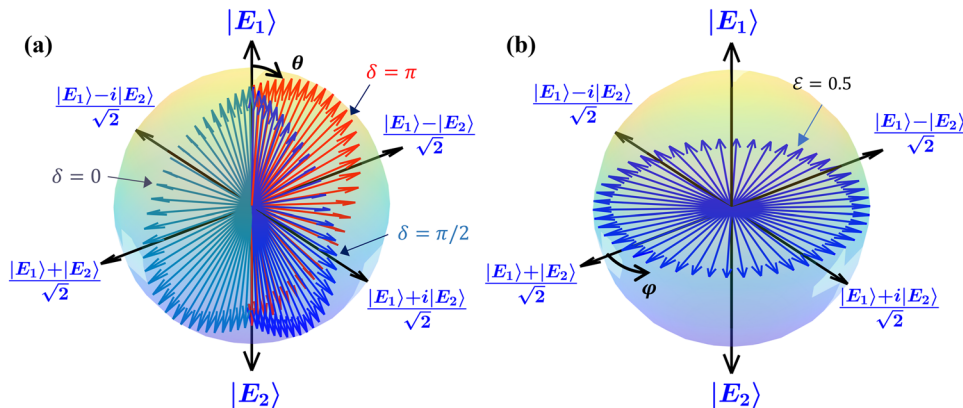 (a)
|E₁⟩
θ
δ = π
|E₁⟩−i|E₂⟩
√2
|E₁⟩−|E₂⟩
√2
δ = 0
δ = π/2
|E₁⟩+|E₂⟩
√2
|E₁⟩+i|E₂⟩
√2
|E₂⟩
(b)
|E₁⟩
ℰ = 0.5
|E₁⟩−i|E₂⟩
√2
|E₁⟩−|E₂⟩
√2
|E₁⟩+|E₂⟩
√2
φ
|E₁⟩+i|E₂⟩
√2
|E₂⟩